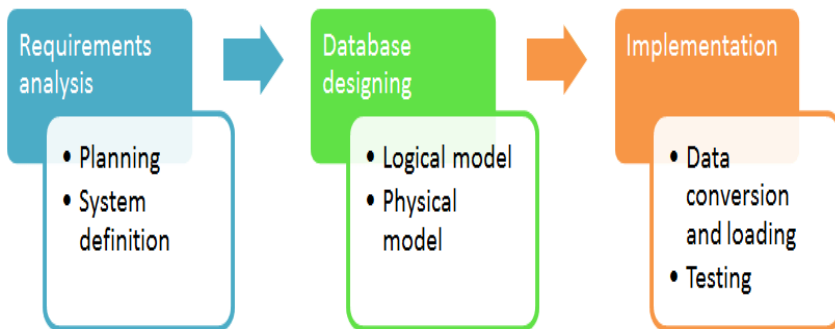 Requirements
analysis
• Planning
• System
definition
Database
designing
• Logical model
• Physical
model
Implementation
• Data
conversion
and loading
• Testing